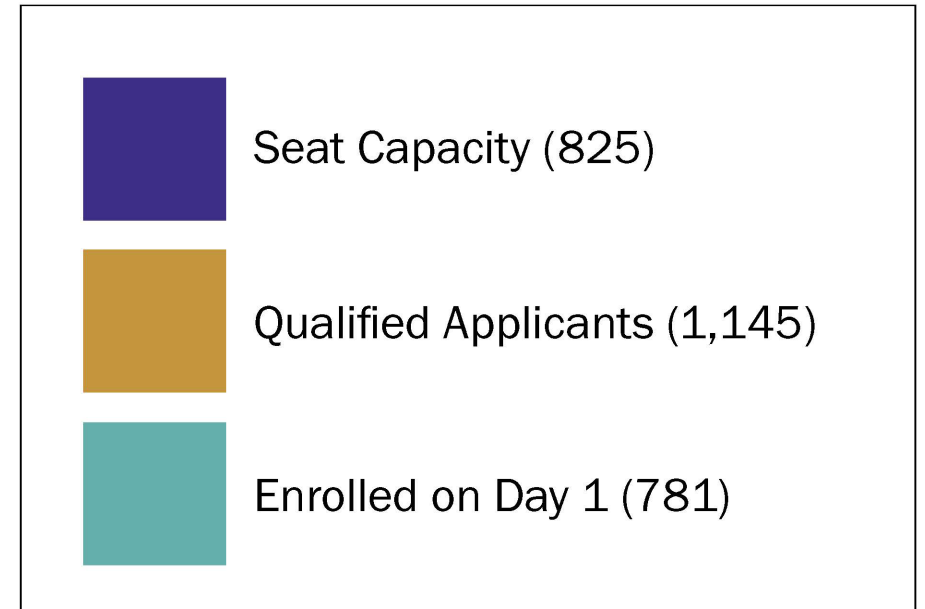 Seat Capacity (825)
Qualified Applicants (1,145)
Enrolled on Day 1 (781)